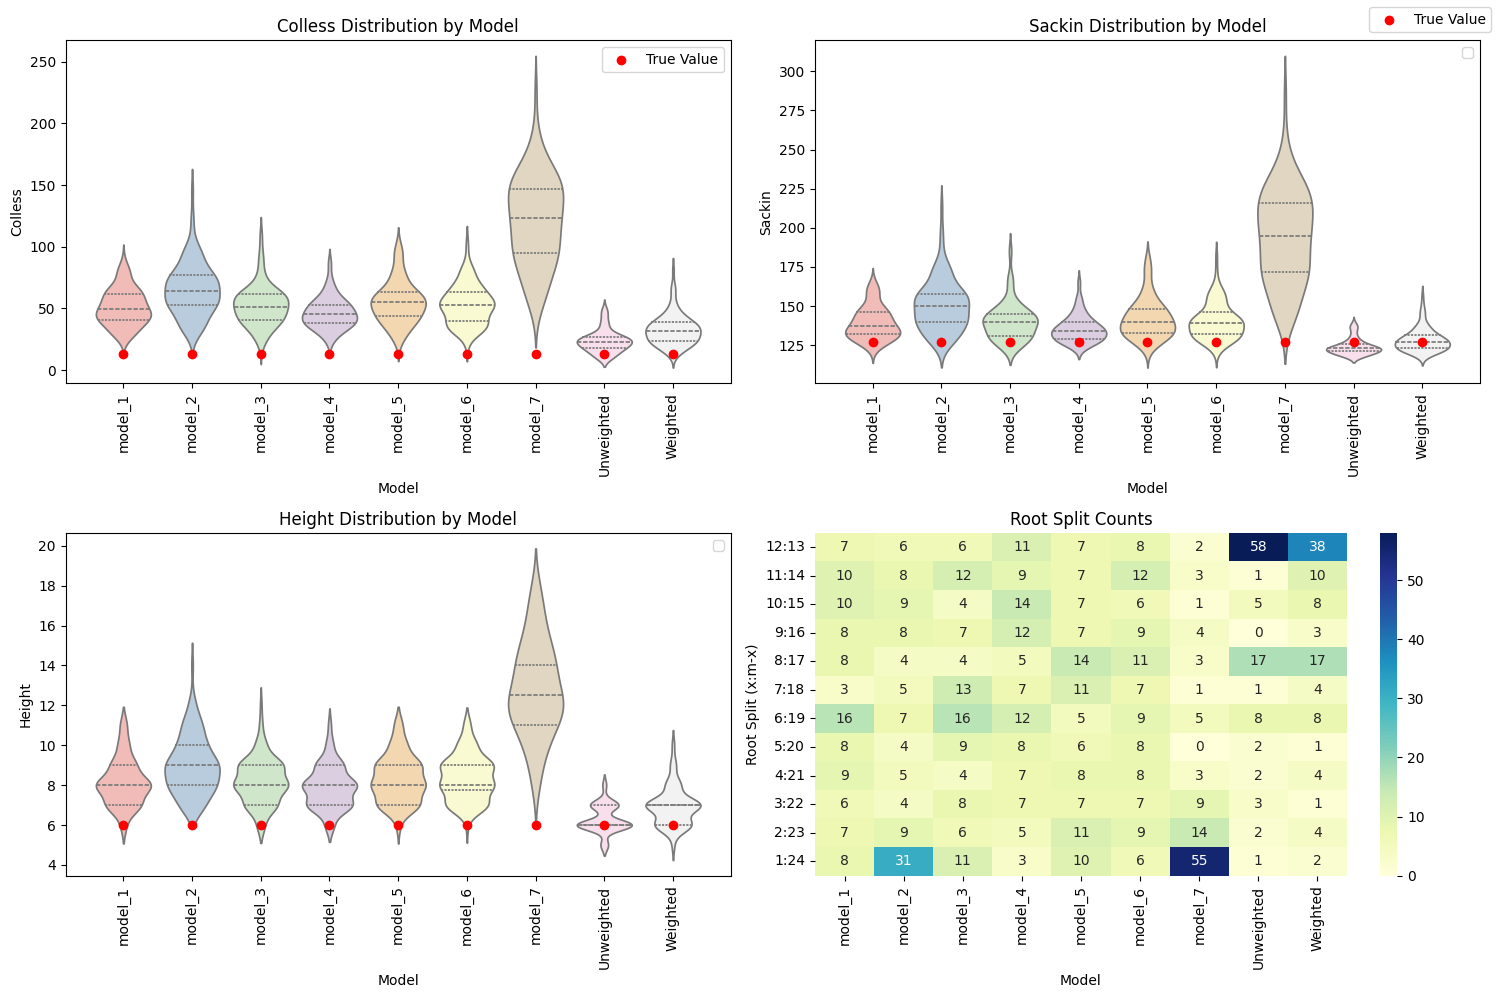 Colless Distribution by Model
True Value
Colless
250
200
150
100
50
0
model_1
model_2
model_3
model_4
model_5
model_6
model_7
Unweighted
Weighted
Model
Sackin Distribution by Model
True Value
Sackin
300
275
250
225
200
175
150
125
model_1
model_2
model_3
model_4
model_5
model_6
model_7
Unweighted
Weighted
Model
Height Distribution by Model
Height
20
18
16
14
12
10
8
6
4
model_1
model_2
model_3
model_4
model_5
model_6
model_7
Unweighted
Weighted
Model
Root Split Counts
Root Split (x:m-x)
12:13 7 6 6 11 7 8 2 58 38
11:14 10 8 12 9 7 12 3 1 10
10:15 10 9 4 14 7 6 1 5 8
9:16 8 8 7 12 7 9 4 0 3
8:17 8 4 4 5 14 11 3 17 17
7:18 3 5 13 7 11 7 1 1 4
6:19 16 7 16 12 5 9 5 8 8
5:20 8 4 9 8 6 8 0 2 1
4:21 9 5 4 7 8 8 3 2 4
3:22 6 4 8 7 7 7 9 3 1
2:23 7 9 6 5 11 9 14 2 4
1:24 8 31 11 3 10 6 55 1 2
model_1
model_2
model_3
model_4
model_5
model_6
model_7
Unweighted
Weighted
Model
50
40
30
20
10
0